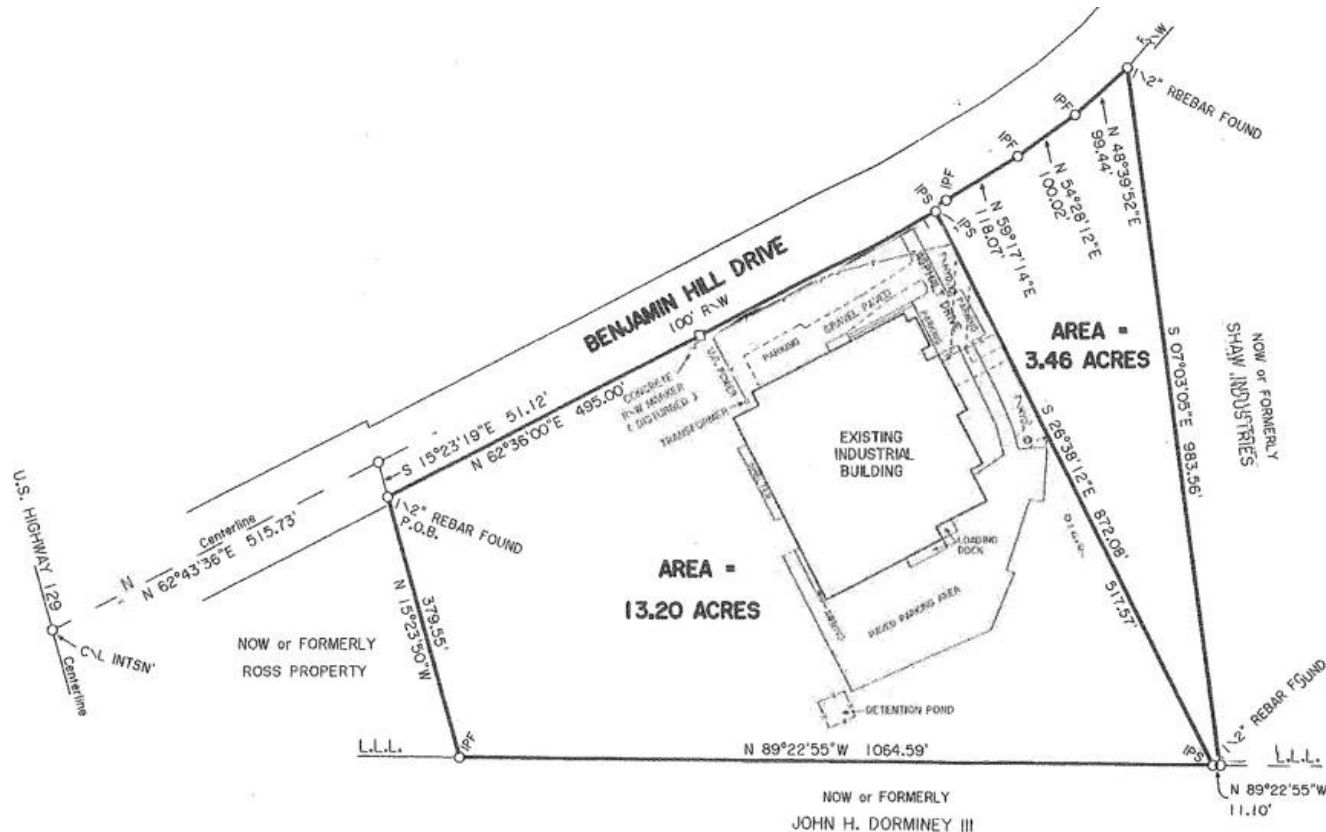 R\W
1\2" RBEBAR FOUND
IPF
N 48°39'52"E
99.44'
IPF
N 54°28'12"E
100.02'
IPF
IPS
IPS
N 59°17'14"E
118.07'
BENJAMIN HILL DRIVE
100' R\W
AREA =
3.46 ACRES
S 07°03'05"E 983.56'
NOW or FORMERLY
SHAW INDUSTRIES
ASPHALT DRIVE
PARKING
GRAVEL PAVED
PARKING
PARKING
U.G. POWER
CONCRETE
R\W MARKER
( DISTURBED )
TRANSFORMER
S 15°23'19"E 51.12'
N 62°36'00"E 495.00'
1\2" REBAR FOUND
P.O.B.
Centerline
N
N 62°43'36"E 515.73'
U.S. HIGHWAY 129
C\L INTSN'
Centerline
EXISTING
INDUSTRIAL
BUILDING
S 26°38'12"E 872.08'
517.57'
LOADING
DOCK
AREA =
13.20 ACRES
PAVED PARKING AREA
379.55'
N 15°23'50"W
NOW or FORMERLY
ROSS PROPERTY
DETENTION POND
L.L.L.
IPF
N 89°22'55"W 1064.59'
IPS
1\2" REBAR FOUND
L.L.L.
N 89°22'55"W
11.10'
NOW or FORMERLY
JOHN H. DORMINEY III